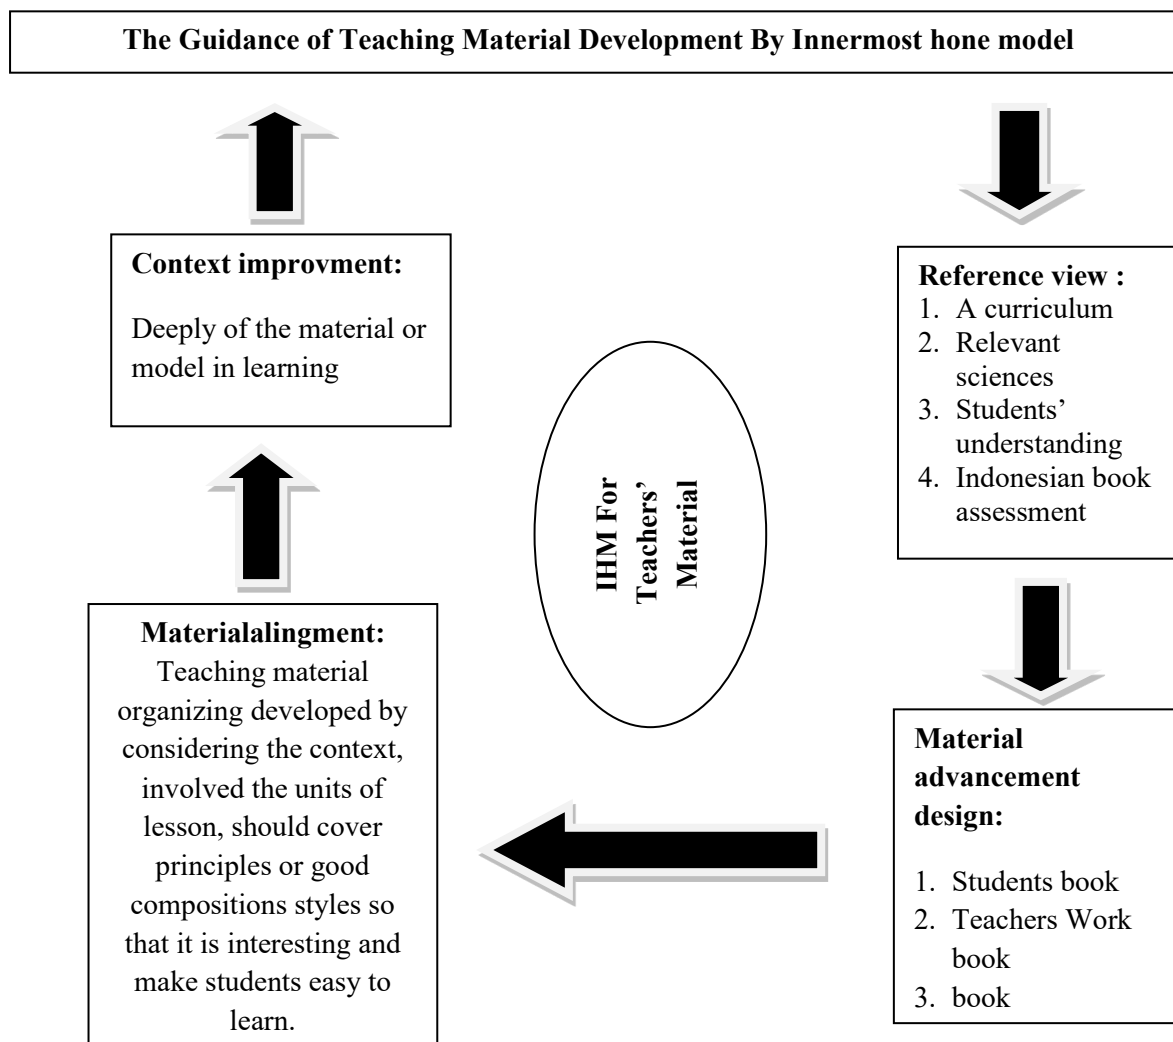 The Guidance of Teaching Material Development By Innermost hone model
Context improvment:
Deeply of the material or
model in learning
Reference view :
1. A curriculum
2. Relevant
sciences
3. Students’
understanding
4. Indonesian book
assessment
IHM For
Teachers’
Material
Materialalingment:
Teaching material
organizing developed by
considering the context,
involved the units of
lesson, should cover
principles or good
compositions styles so
that it is interesting and
make students easy to
learn.
Material
advancement
design:
1. Students book
2. Teachers Work
book
3. book